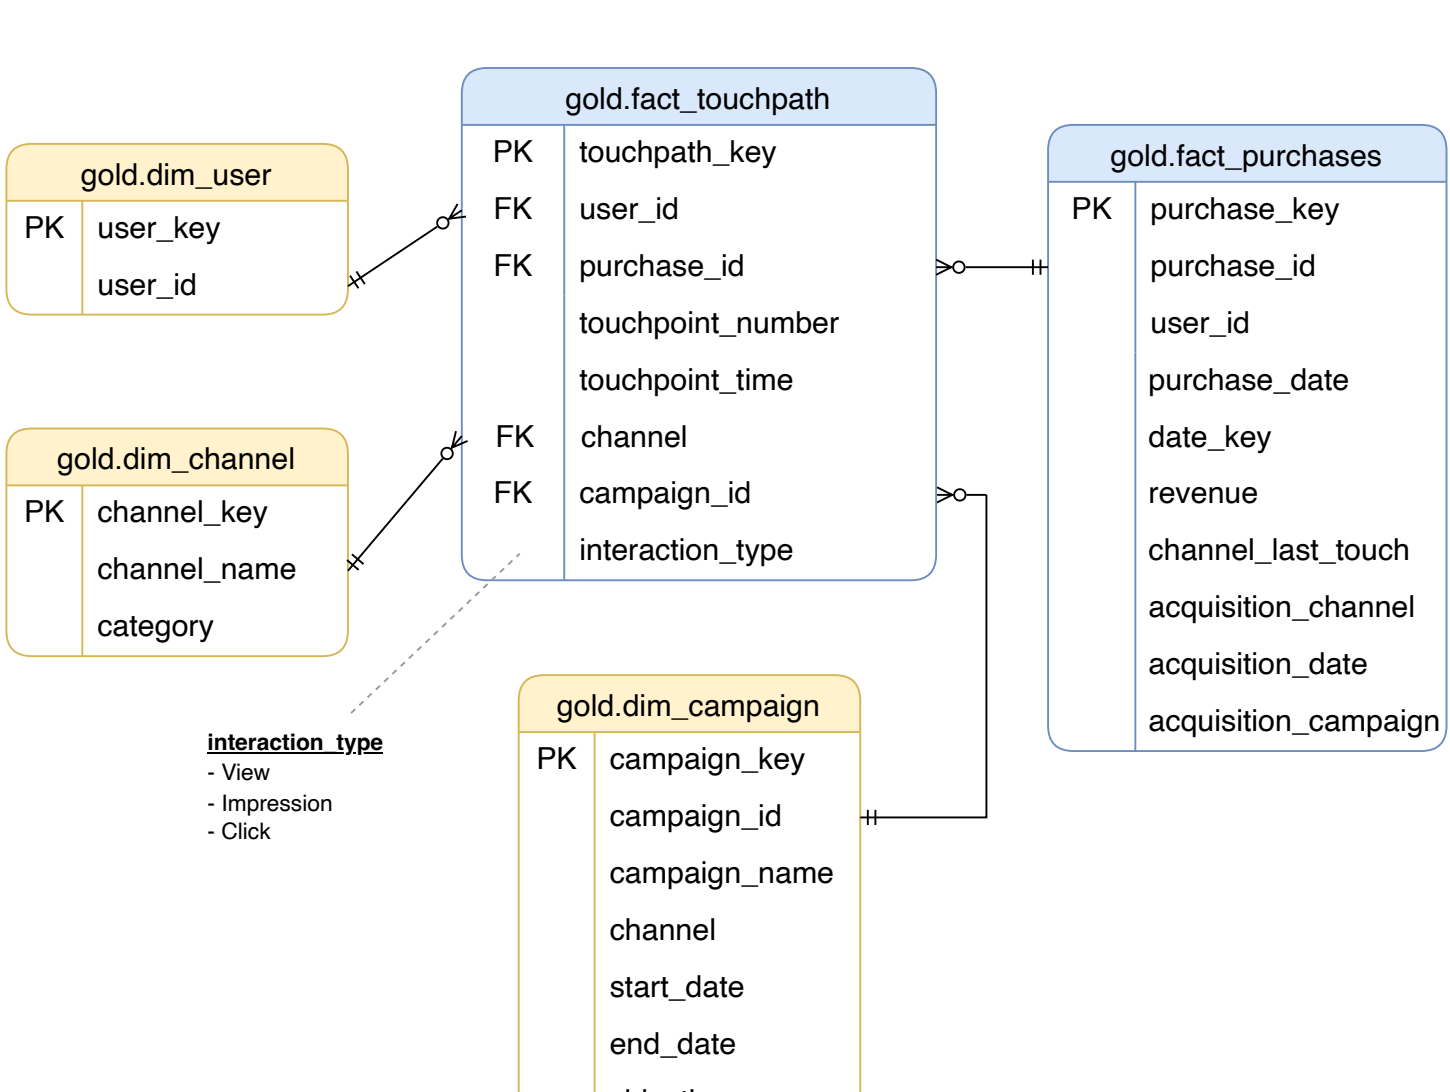 gold.fact_touchpath
PK touchpath_key
FK user_id
FK purchase_id
touchpoint_number
touchpoint_time
FK channel
FK campaign_id
interaction_type
gold.dim_user
PK user_key
user_id
gold.fact_purchases
PK purchase_key
purchase_id
user_id
purchase_date
date_key
revenue
channel_last_touch
acquisition_channel
acquisition_date
acquisition_campaign
gold.dim_channel
PK channel_key
channel_name
category
interaction_type
- View
- Impression
- Click
gold.dim_campaign
PK campaign_key
campaign_id
campaign_name
channel
start_date
end_date